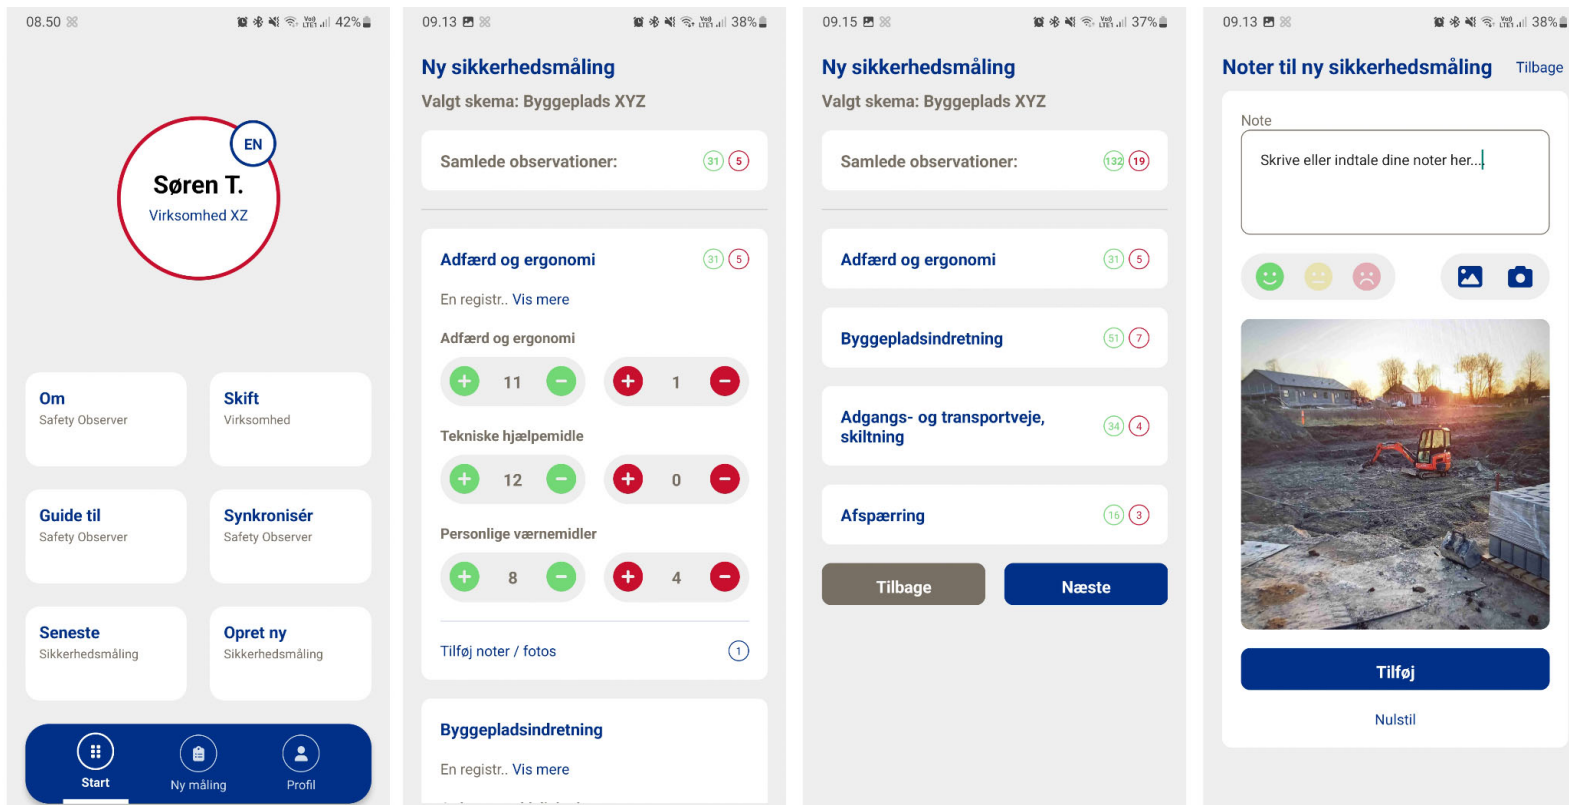 08.50
42%
EN
Søren T.
Virksomhed XZ
Om
Safety Observer
Skift
Virksomhed
Guide til
Safety Observer
Synkronisér
Safety Observer
Seneste
Sikkerhedsmåling
Opret ny
Sikkerhedsmåling
Start
Ny måling
Profil
09.13
38%
Ny sikkerhedsmåling
Valgt skema: Byggeplads XYZ
Samlede observationer:
31 5
Adfærd og ergonomi
31 5
En registr.. Vis mere
Adfærd og ergonomi
+ 11 − + 1 −
Tekniske hjælpemidle
+ 12 − + 0 −
Personlige værnemidler
+ 8 − + 4 −
Tilføj noter / fotos
1
Byggepladsindretning
En registr.. Vis mere
09.15
37%
Ny sikkerhedsmåling
Valgt skema: Byggeplads XYZ
Samlede observationer:
132 19
Adfærd og ergonomi
31 5
Byggepladsindretning
51 7
Adgangs- og transportveje,
skiltning
34 4
Afspærring
16 3
Tilbage
Næste
09.13
38%
Noter til ny sikkerhedsmåling
Tilbage
Note
Skrive eller indtale dine noter her....
Tilføj
Nulstil